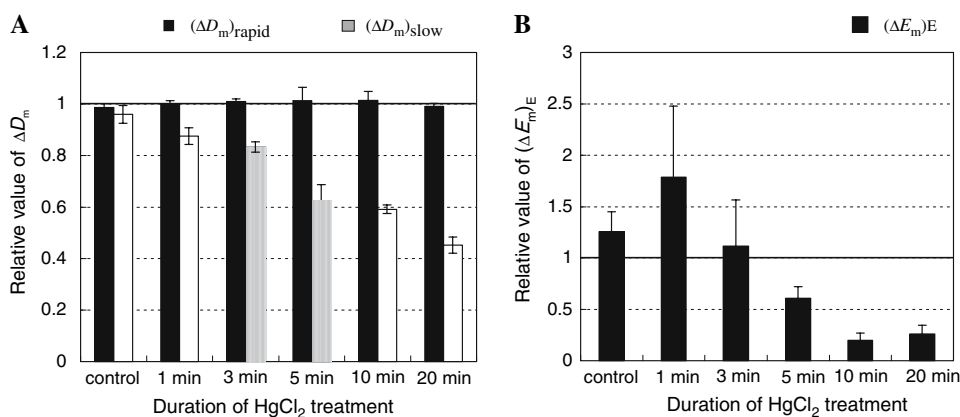 A
(ΔDm)rapid
(ΔDm)slow
Relative value of ΔDm
1.2
1
0.8
0.6
0.4
0.2
0
control 1 min 3 min 5 min 10 min 20 min
Duration of HgCl2 treatment
B
(ΔEm)E
Relative value of (ΔEm)E
3
2.5
2
1.5
1
0.5
0
control 1 min 3 min 5 min 10 min 20 min
Duration of HgCl2 treatment